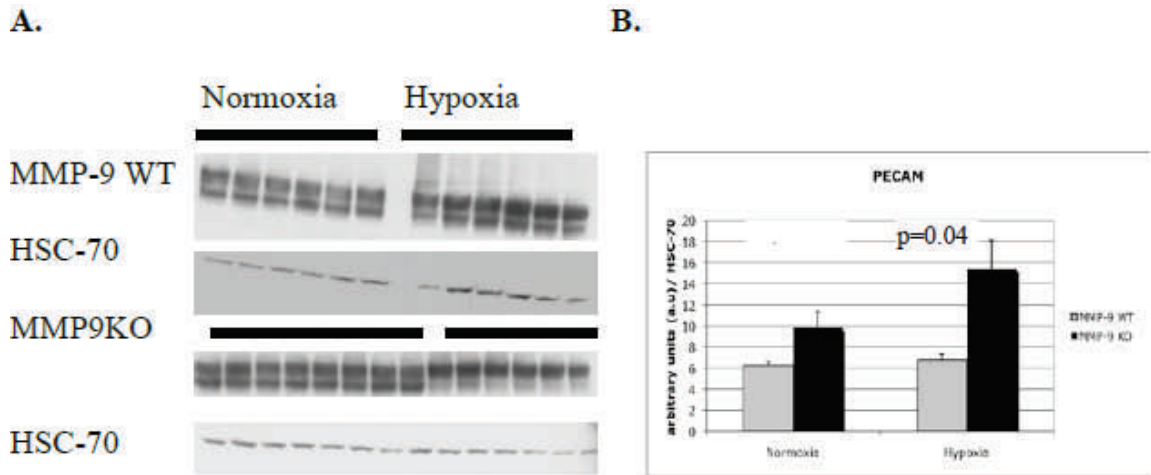 A.
B.
Normoxia Hypoxia
MMP-9 WT
HSC-70
MMP9KO
HSC-70
PECAM
p=0.04
arbitrary units (a.u)/ HSC-70
20
18
16
14
12
10
8
6
4
2
0
Normoxia Hypoxia
MMP-9 WT
MMP-9 KO